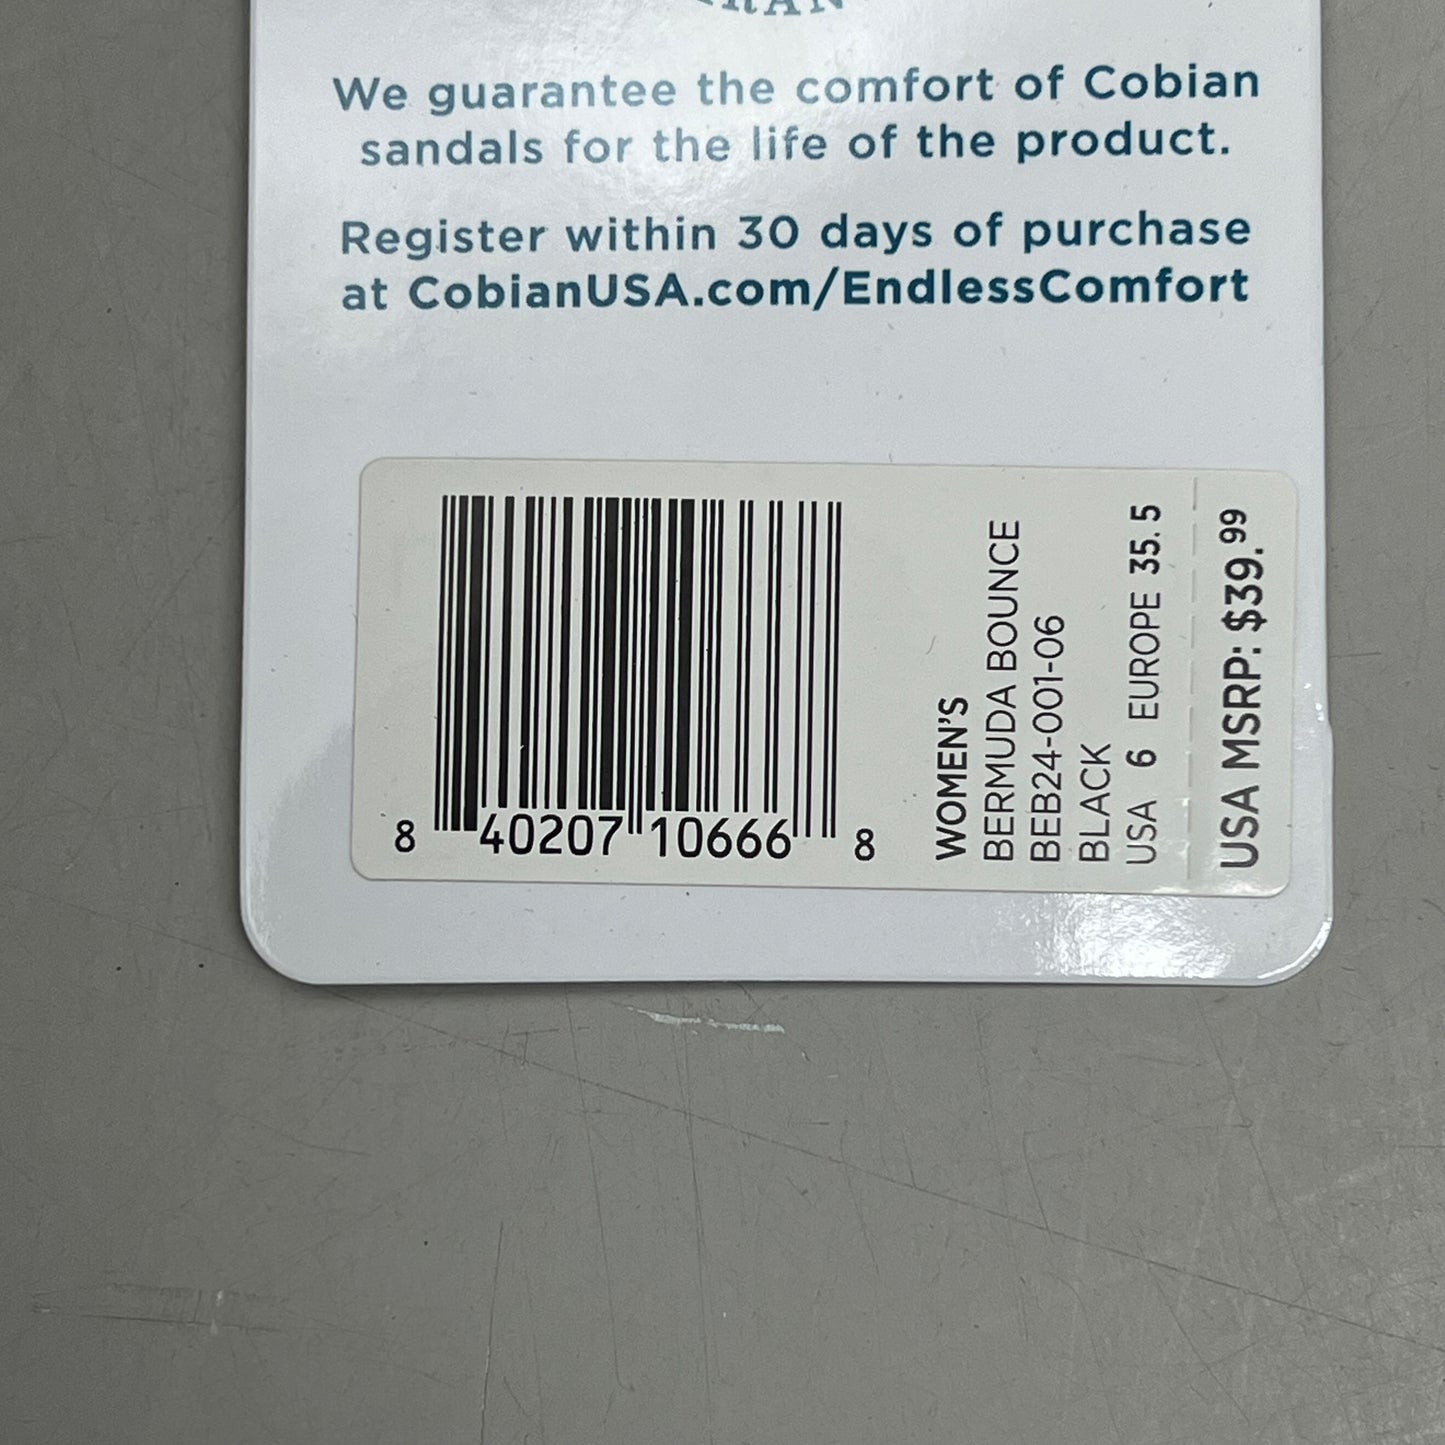 We guarantee the comfort of Cobian
sandals for the life of the product.
Register within 30 days of purchase
at CobianUSA.com/EndlessComfort
8 40207 10666 8
WOMEN'S
BERMUDA BOUNCE
BEB24-001-06
BLACK
USA 6 EUROPE 35.5
USA MSRP: $39.99